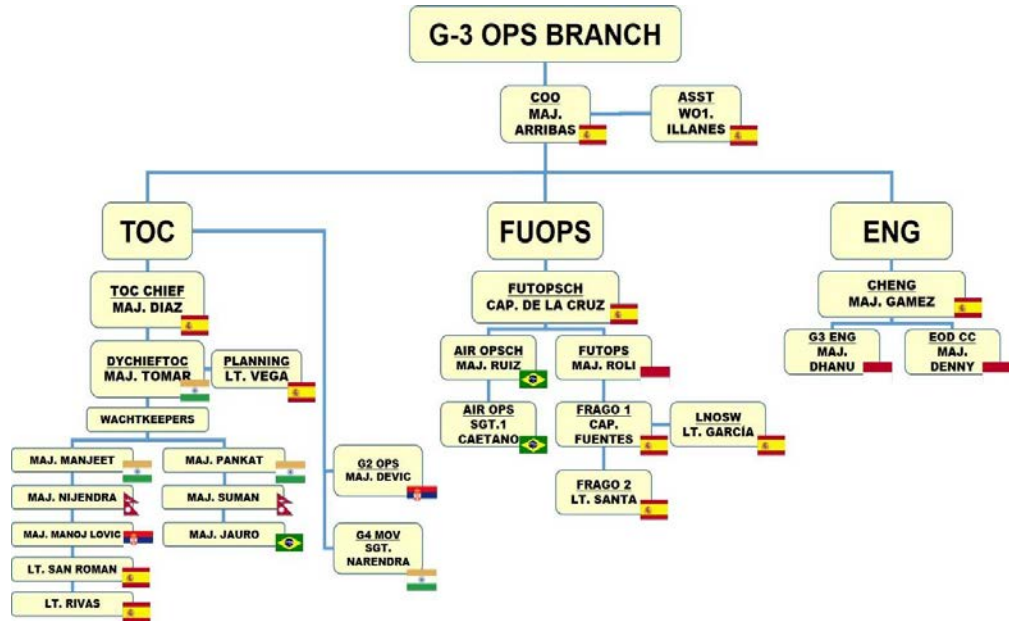 G-3 OPS BRANCH
COO
MAJ.
ARRIBAS
ASST
WO1.
ILLANES
TOC
FUOPS
ENG
TOC CHIEF
MAJ. DIAZ
DYCHIEFTOC
MAJ. TOMAR
PLANNING
LT. VEGA
WACHTKEEPERS
MAJ. MANJEET
MAJ. PANKAT
MAJ. NIJENDRA
MAJ. SUMAN
MAJ. MANOJ LOVIC
MAJ. JAURO
LT. SAN ROMAN
LT. RIVAS
G2 OPS
MAJ. DEVIC
G4 MOV
SGT.
NARENDRA
FUTOPSCH
CAP. DE LA CRUZ
AIR OPSCH
MAJ. RUIZ
FUTOPS
MAJ. ROLI
AIR OPS
SGT.1
CAETANO
FRAGO 1
CAP.
FUENTES
LNOSW
LT. GARCÍA
FRAGO 2
LT. SANTA
CHENG
MAJ. GAMEZ
G3 ENG
MAJ.
DHANU
EOD CC
MAJ.
DENNY